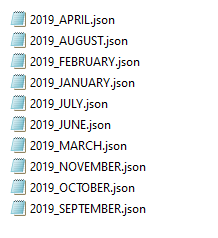 2019_APRIL.json
2019_AUGUST.json
2019_FEBRUARY.json
2019_JANUARY.json
2019_JULY.json
2019_JUNE.json
2019_MARCH.json
2019_NOVEMBER.json
2019_OCTOBER.json
2019_SEPTEMBER.json